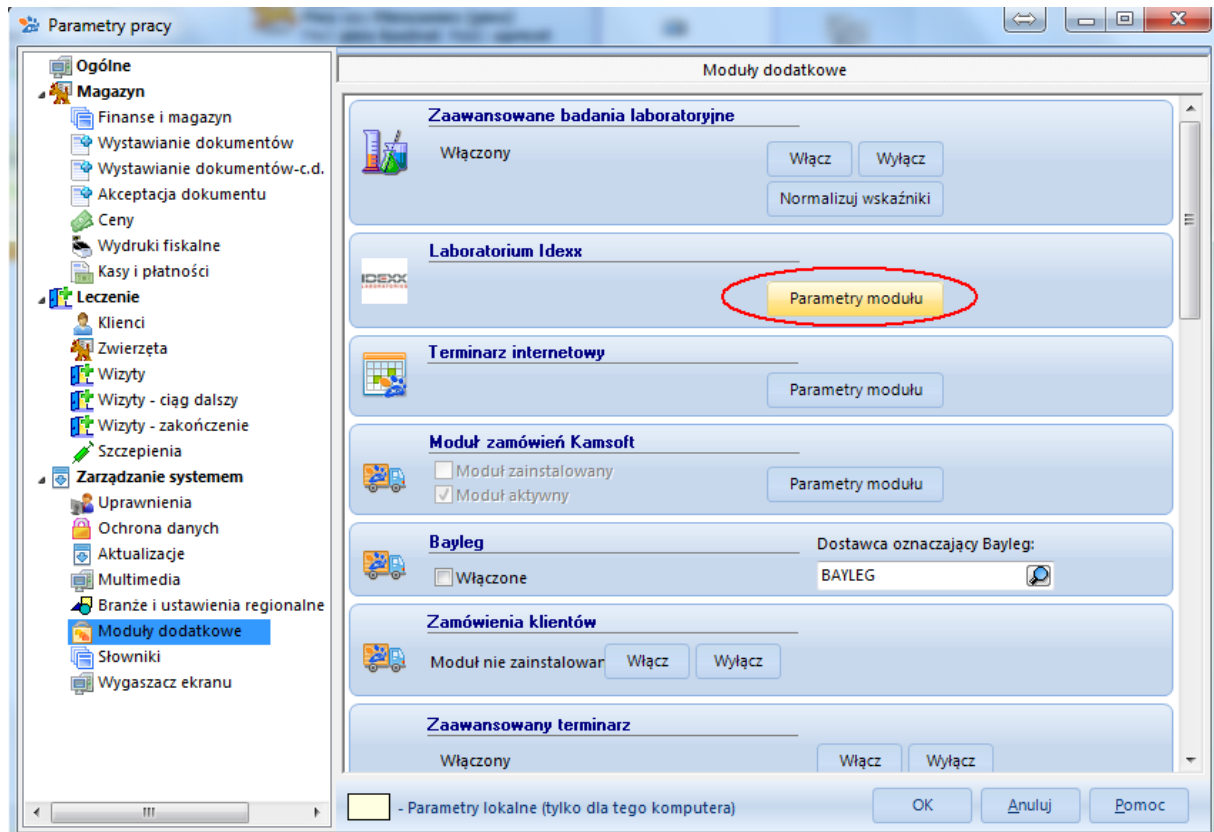 Parametry pracy
Ogólne
Magazyn
Finanse i magazyn
Wystawianie dokumentów
Wystawianie dokumentów-c.d.
Akceptacja dokumentu
Ceny
Wydruki fiskalne
Kasy i płatności
Leczenie
Klienci
Zwierzęta
Wizyty
Wizyty - ciąg dalszy
Wizyty - zakończenie
Szczepienia
Zarządzanie systemem
Uprawnienia
Ochrona danych
Aktualizacje
Multimedia
Branże i ustawienia regionalne
Moduły dodatkowe
Słowniki
Wygaszacz ekranu
Moduły dodatkowe
Zaawansowane badania laboratoryjne
Włączony
Włącz Wyłącz
Normalizuj wskaźniki
Laboratorium Idexx
IDEXX
LABORATORIES
Parametry modułu
Terminarz internetowy
Parametry modułu
Moduł zamówień Kamsoft
Moduł zainstalowany
Moduł aktywny
Parametry modułu
Bayleg
Dostawca oznaczający Bayleg:
Włączone
BAYLEG
Zamówienia klientów
Moduł nie zainstalowan Włącz Wyłącz
Zaawansowany terminarz
Włączony
Włącz Wyłącz
- Parametry lokalne (tylko dla tego komputera)
OK Anuluj Pomoc